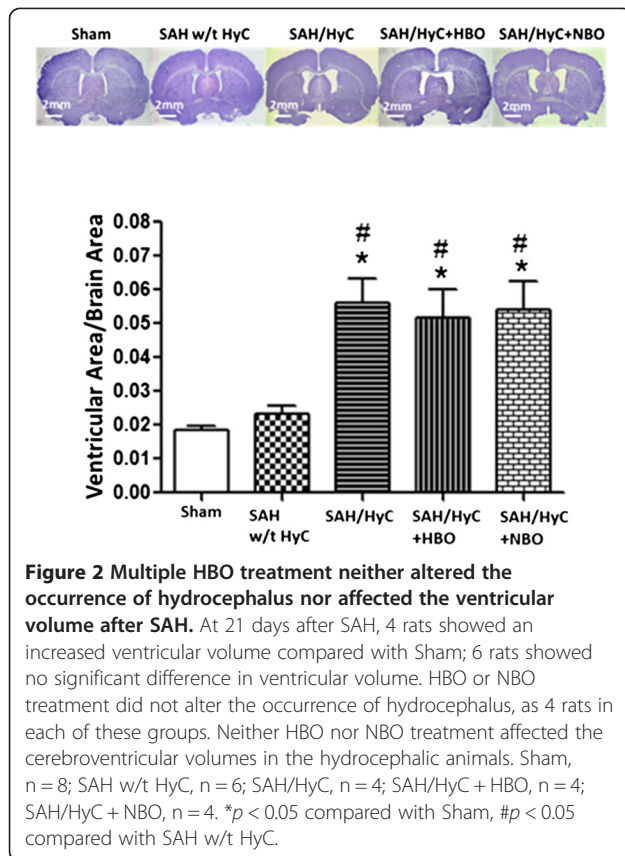 Sham SAH w/t HyC SAH/HyC SAH/HyC+HBO SAH/HyC+NBO
2mm 2mm 2mm 2mm 2mm
Ventricular Area/Brain Area
0.08
0.07
# # #
* * *
0.06
0.05
0.04
0.03
0.02
0.01
0.00
Sham SAH w/t HyC SAH/HyC SAH/HyC +HBO SAH/HyC +NBO
Figure 2 Multiple HBO treatment neither altered the
occurrence of hydrocephalus nor affected the ventricular
volume after SAH. At 21 days after SAH, 4 rats showed an
increased ventricular volume compared with Sham; 6 rats showed
no significant difference in ventricular volume. HBO or NBO
treatment did not alter the occurrence of hydrocephalus, as 4 rats in
each of these groups. Neither HBO nor NBO treatment affected the
cerebroventricular volumes in the hydrocephalic animals. Sham,
n = 8; SAH w/t HyC, n = 6; SAH/HyC, n = 4; SAH/HyC + HBO, n = 4;
SAH/HyC + NBO, n = 4. *p < 0.05 compared with Sham, #p < 0.05
compared with SAH w/t HyC.